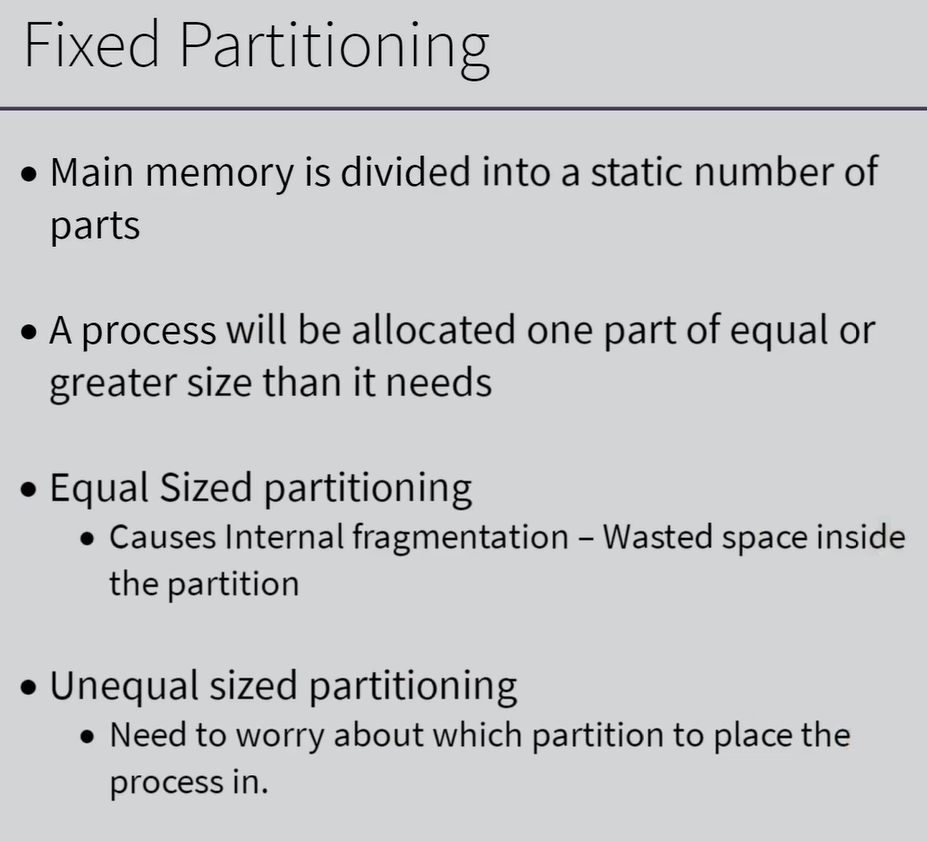 Fixed Partitioning
• Main memory is divided into a static number of
parts
• A process will be allocated one part of equal or
greater size than it needs
• Equal Sized partitioning
• Causes Internal fragmentation – Wasted space inside
the partition
• Unequal sized partitioning
• Need to worry about which partition to place the
process in.